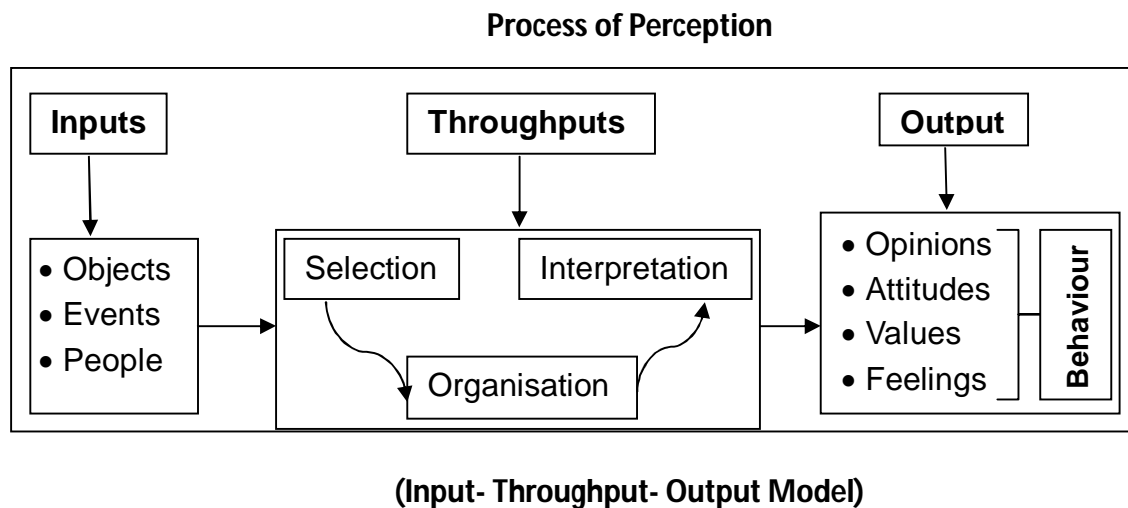 Process of Perception
Inputs
Throughputs
Output
• Objects
• Events
• People
Selection
Interpretation
Organisation
• Opinions
• Attitudes
• Values
• Feelings
Behaviour
(Input- Throughput- Output Model)